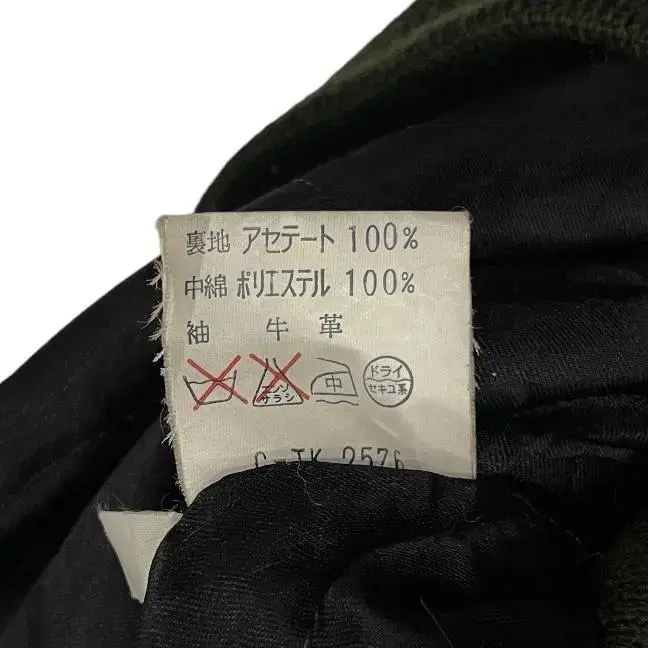 裏地 アセテート 100%
中綿 ポリエステル 100%
袖 牛革
エンソ
サラシ
中
ドライ
セキユ系
2576